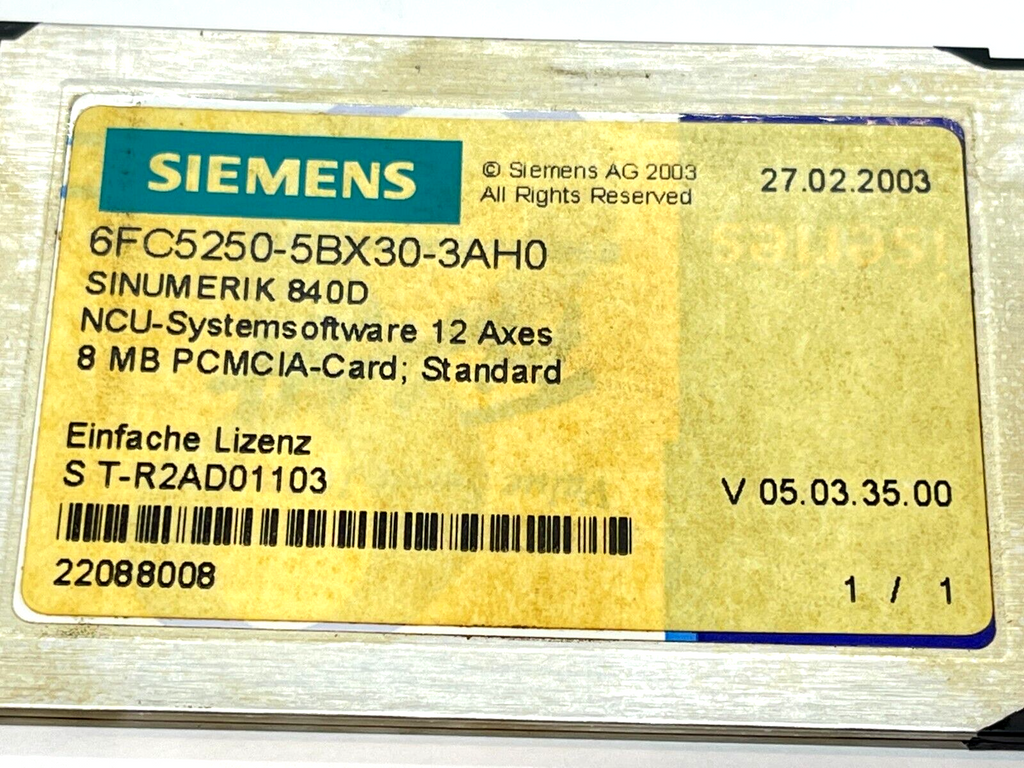 SIEMENS
© Siemens AG 2003
All Rights Reserved
27.02.2003
6FC5250-5BX30-3AH0
SINUMERIK 840D
NCU-Systemsoftware 12 Axes
8 MB PCMCIA-Card; Standard
Einfache Lizenz
S T-R2AD01103
V 05.03.35.00
22088008
1 / 1